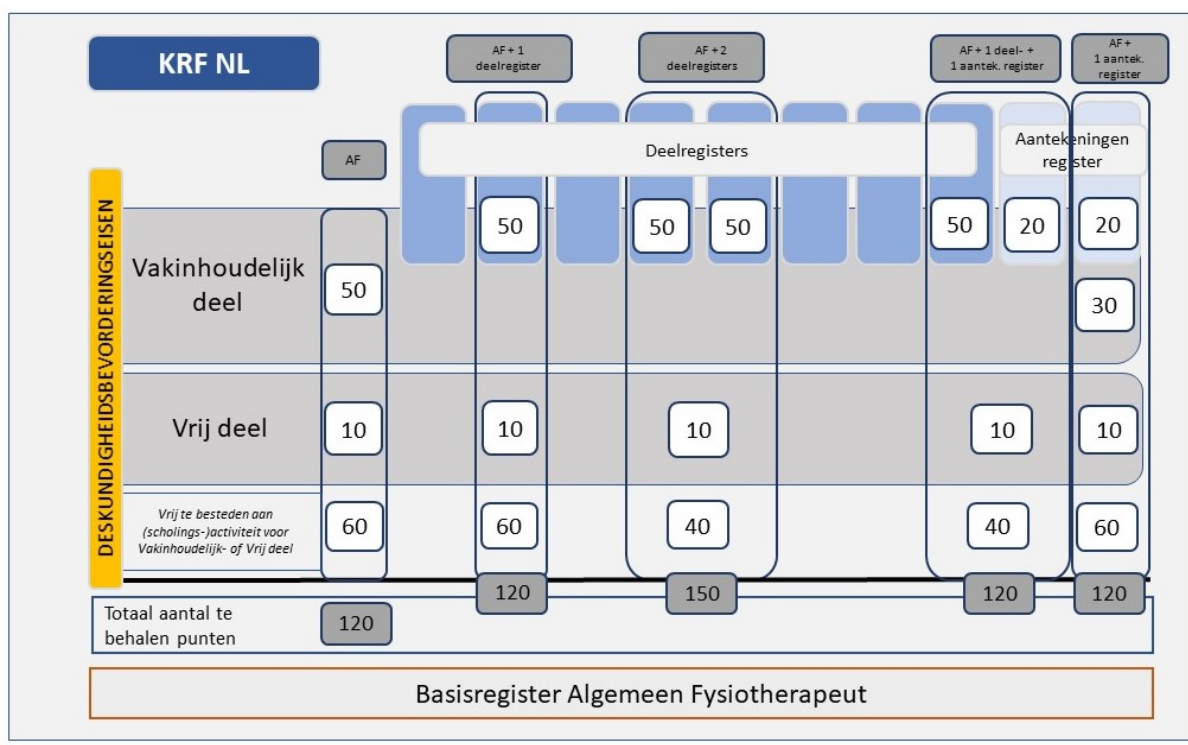 KRF NL
AF + 1
deelregister
AF + 2
deelregisters
AF + 1 deel- +
1 aantek. register
AF +
1 aantek.
register
AF
Deelregisters
Aantekeningen
register
DESKUNDIGHEIDSBEVORDERINGSEISEN
Vakinhoudelijk
deel
50
50
50
50
50
20
20
30
Vrij deel
10
10
10
10
10
Vrij te besteden aan
(scholings-)activiteit voor
Vakinhoudelijk- of Vrij deel
60
60
40
40
60
Totaal aantal te
behalen punten
120
120
150
120
120
Basisregister Algemeen Fysiotherapeut